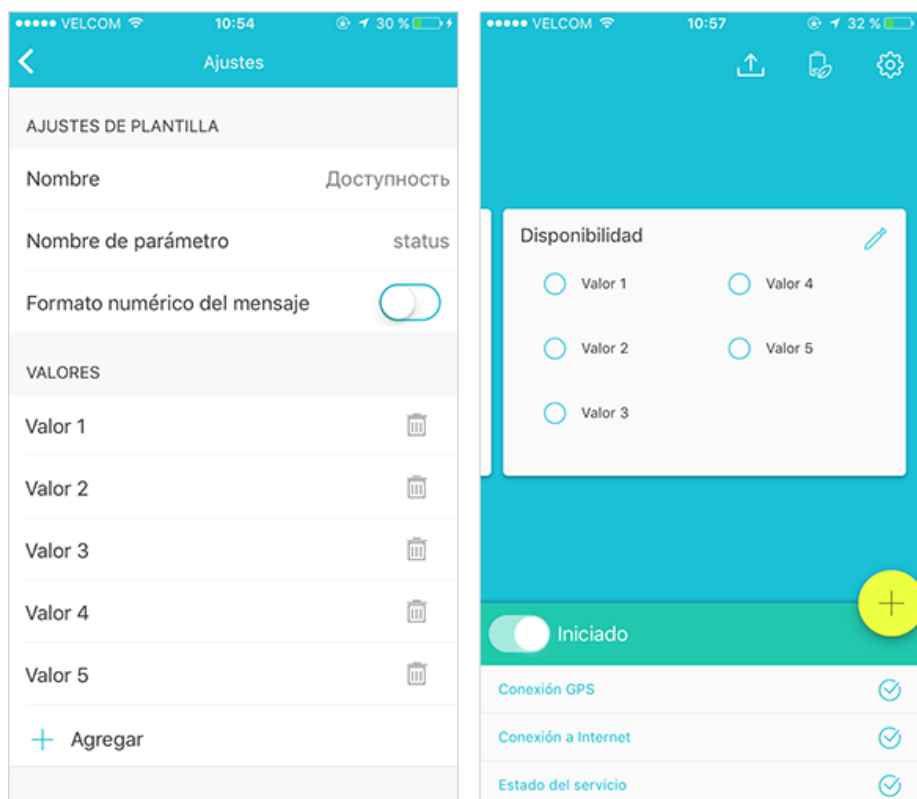 VELCOM 10:54 30 %
Ajustes
AJUSTES DE PLANTILLA
Nombre Доступность
Nombre de parámetro status
Formato numérico del mensaje
VALORES
Valor 1
Valor 2
Valor 3
Valor 4
Valor 5
+ Agregar
VELCOM 10:57 32 %
Disponibilidad
Valor 1 Valor 4
Valor 2 Valor 5
Valor 3
Iniciado
Conexión GPS
Conexión a Internet
Estado del servicio